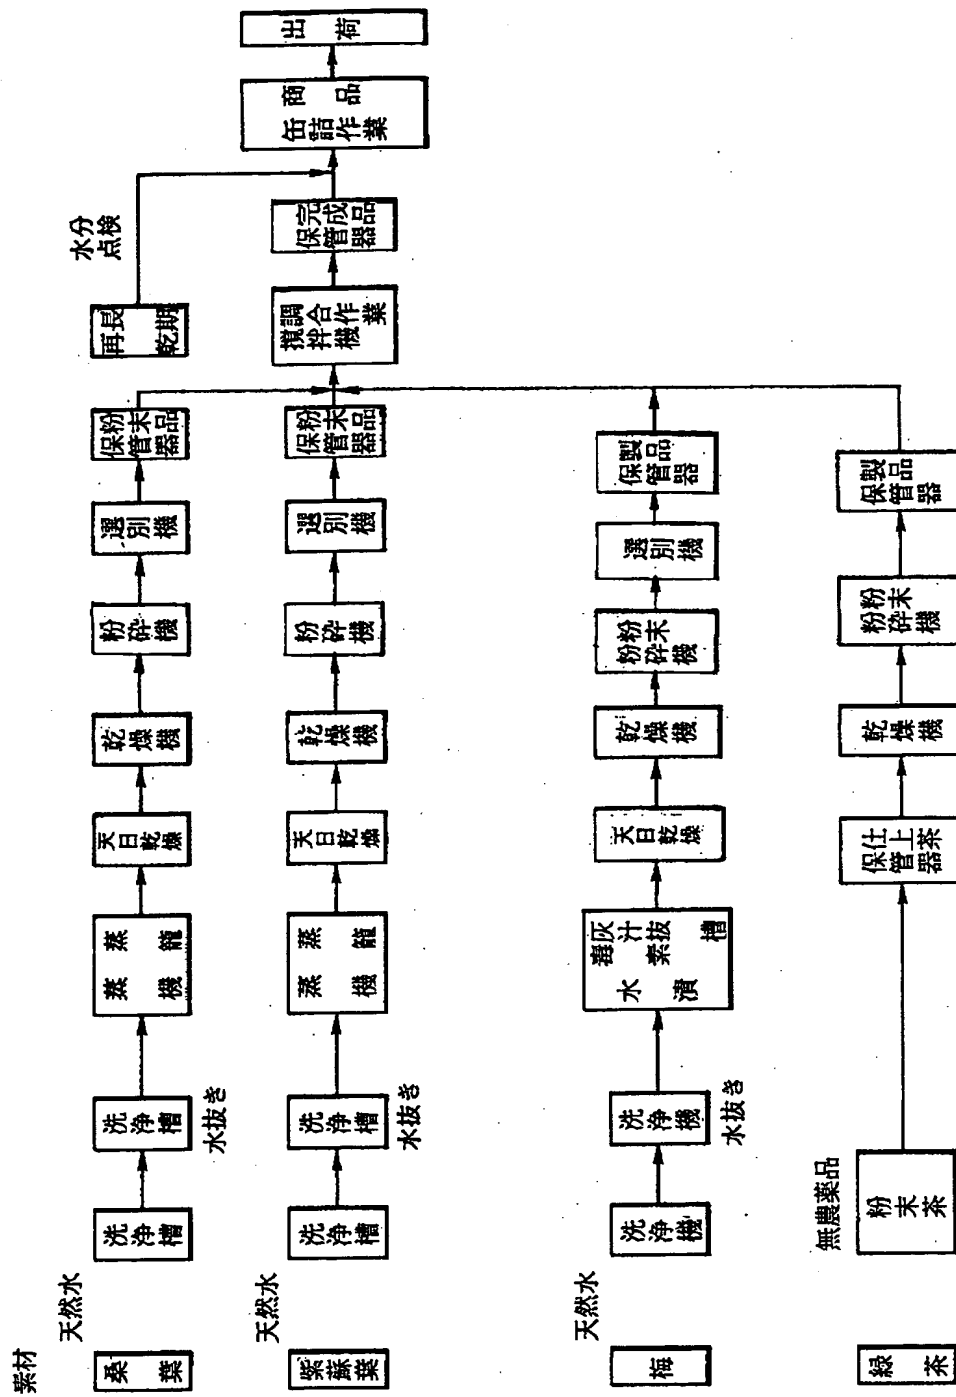 素材
桑葉
天然水
洗浄槽
洗浄槽
水抜き
蒸籠
蒸機
天日乾燥
乾燥機
粉砕機
選別機
粉末品
保管器
長期
再乾
水分
点検
紫蘇葉
天然水
洗浄槽
洗浄槽
水抜き
蒸籠
蒸機
天日乾燥
乾燥機
粉砕機
選別機
粉末品
保管器
調合作業
撹拌機
完成品
保管器
商品
缶詰作業
出荷
梅
天然水
洗浄機
洗浄機
水抜き
灰汁抜槽
毒素
水漬
天日乾燥
乾燥機
粉末
粉砕機
選別機
製品
保管器
緑茶
無農薬品
粉末茶
仕上茶
保管器
乾燥機
粉末
粉砕機
製品
保管器